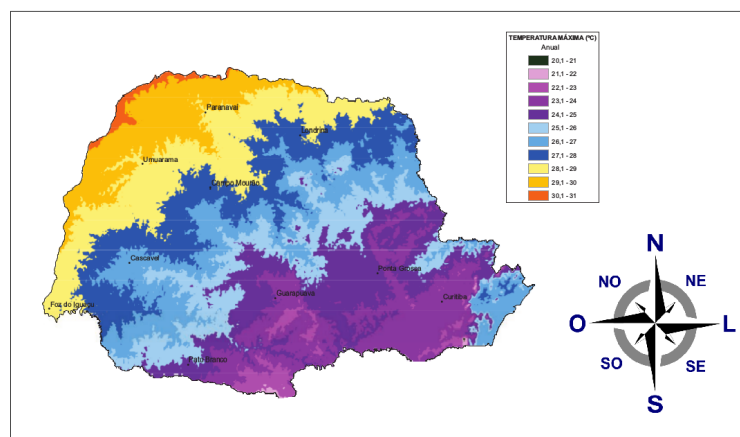 TEMPERATURA MÁXIMA (ºC)
Anual
20,1 - 21
21,1 - 22
22,1 - 23
23,1 - 24
24,1 - 25
25,1 - 26
26,1 - 27
27,1 - 28
28,1 - 29
29,1 - 30
30,1 - 31
Paranavaí
Londrina
Umuarama
Campo Mourão
Cascavel
Ponta Grossa
Guarapuava
Curitiba
Foz do Iguaçu
Pato Branco
N
NO
NE
O
L
SO
SE
S